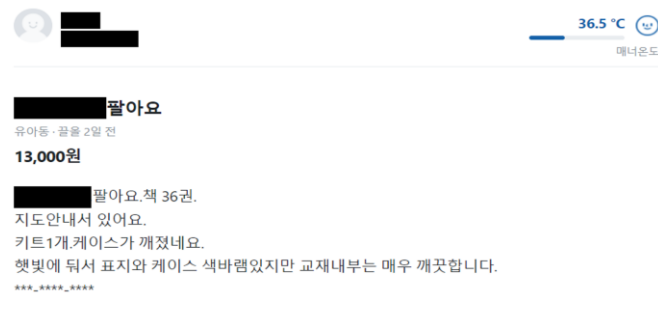 36.5 °C
매너온도
팔아요
유아동 · 끌올 2일 전
13,000원
팔아요.책 36권.
지도안내서 있어요.
키트1개.케이스가 깨졌네요.
햇빛에 둬서 표지와 케이스 색바램있지만 교재내부는 매우 깨끗합니다.
***-****-****